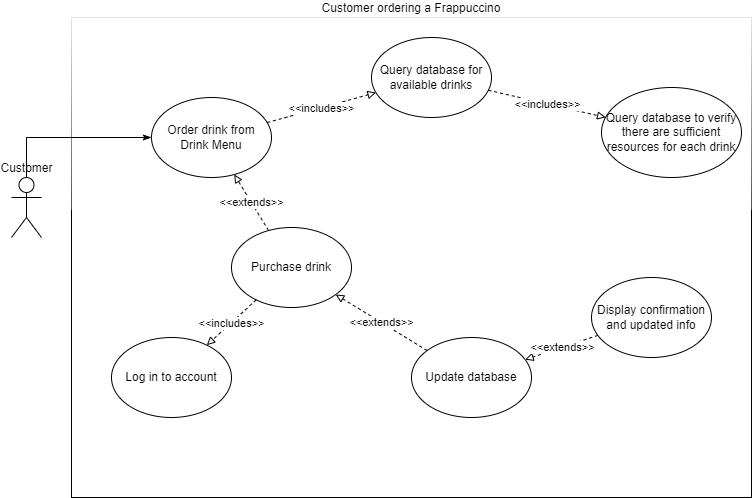 Customer ordering a Frappuccino
Query database for
available drinks
<<includes>>
<<includes>>
Query database to verify
there are sufficient
resources for each drink
Order drink from
Drink Menu
Customer
<<extends>>
Purchase drink
<<includes>>
<<extends>>
Display confirmation
and updated info
<<extends>>
Log in to account
Update database